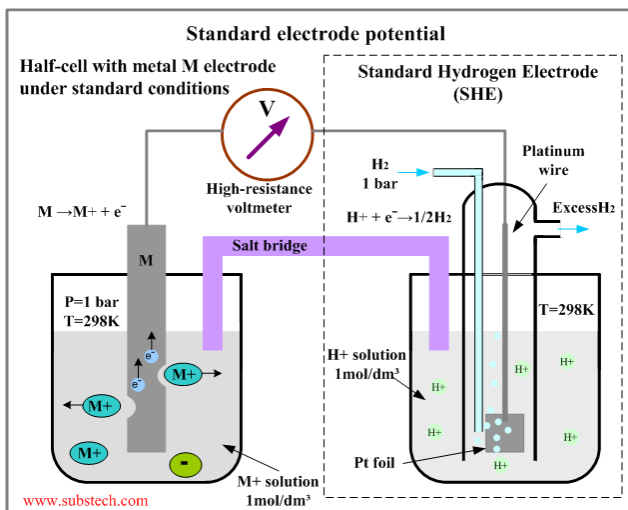 Standard electrode potential
Half-cell with metal M electrode
under standard conditions
Standard Hydrogen Electrode
(SHE)
V
High-resistance
voltmeter
H₂
1 bar
Platinum
wire
ExcessH₂
M →M+ + e⁻
H+ + e⁻→1/2H₂
Salt bridge
M
P=1 bar
T=298K
T=298K
e⁻
e⁻
M+
M+
M+
-
H+ solution
1mol/dm³
H+
H+
H+
H+
H+
H+
H+
Pt foil
M+ solution
1mol/dm³
www.substech.com